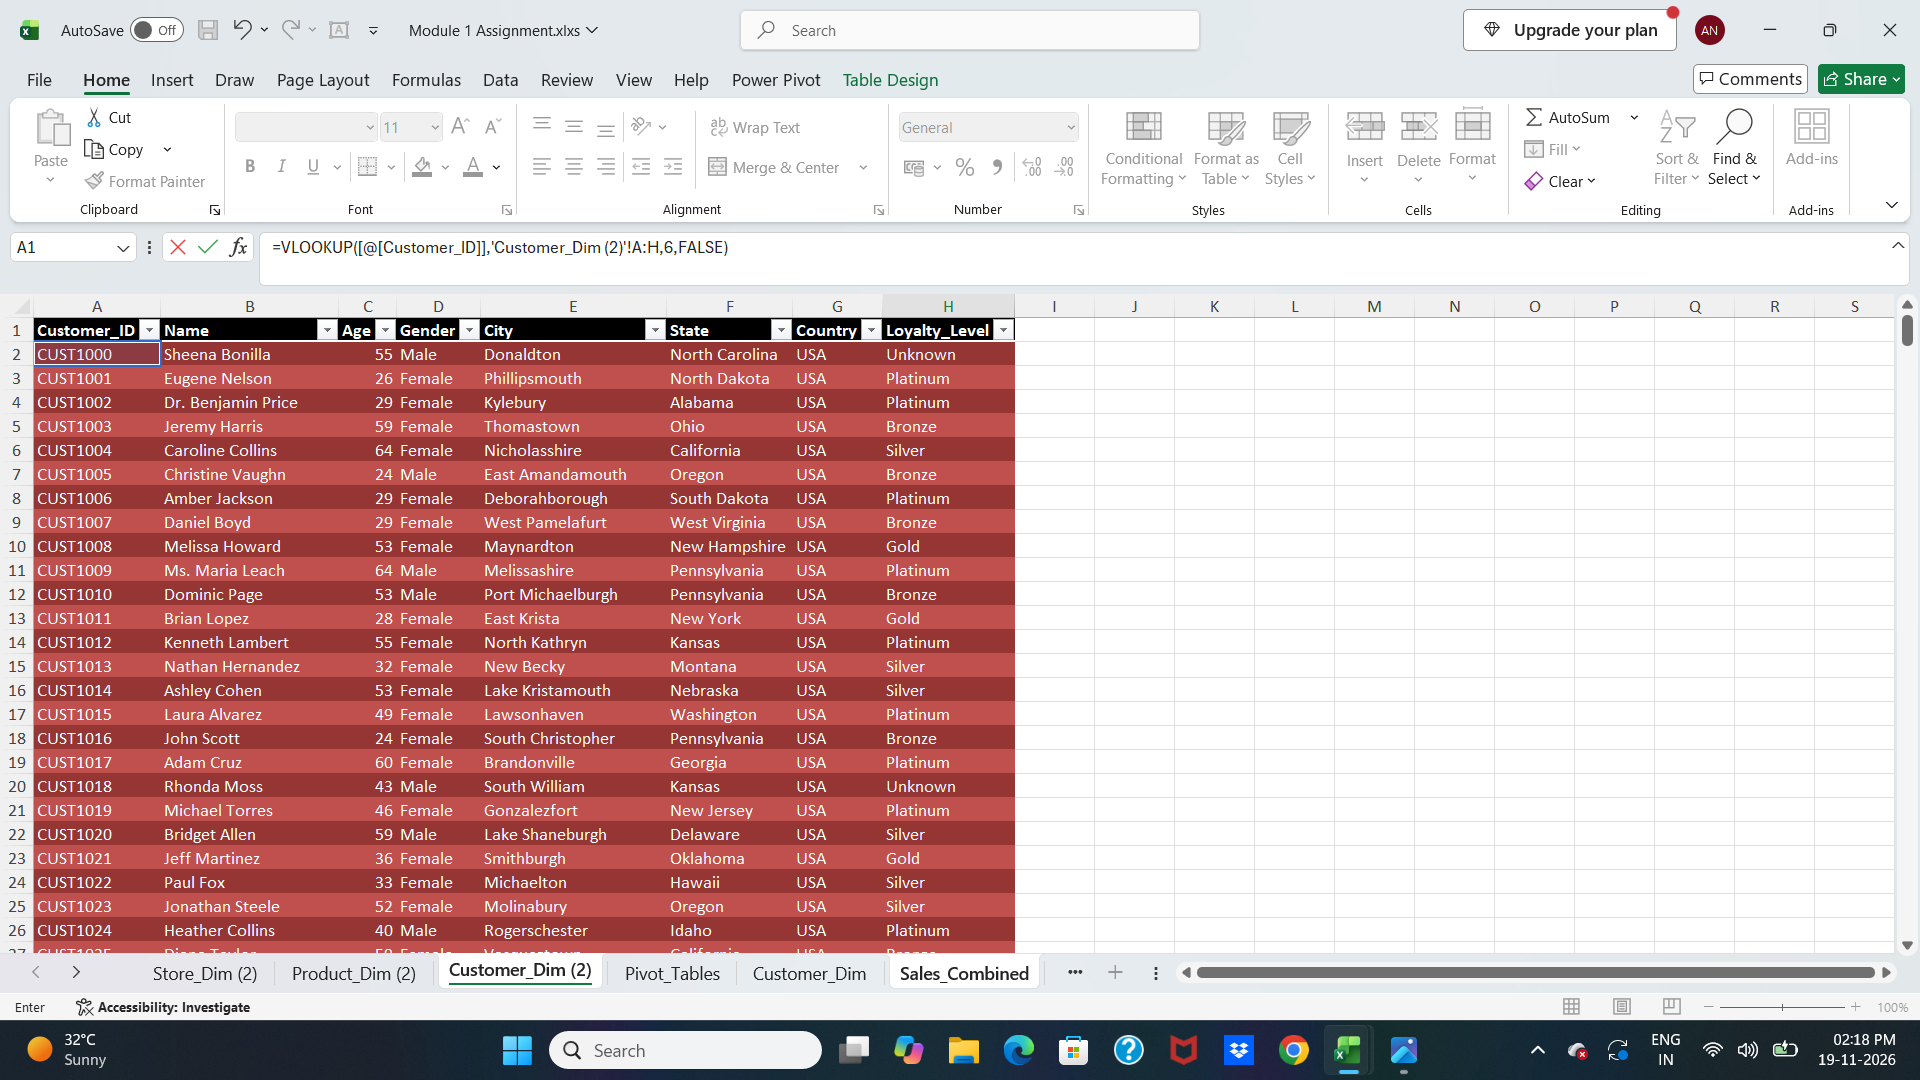 AutoSave Off Module 1 Assignment.xlxs Search Upgrade your plan AN
File Home Insert Draw Page Layout Formulas Data Review View Help Power Pivot Table Design Comments Share
Paste Cut Copy Format Painter Clipboard
11 B I U A Font
Wrap Text Merge & Center Alignment
General % Number
Conditional Formatting Format as Table Cell Styles Styles
Insert Delete Format Cells
AutoSum Fill Clear Sort & Filter Find & Select Editing
Add-ins Add-ins
A1 fx =VLOOKUP([@[Customer_ID]],'Customer_Dim (2)'!A:H,6,FALSE)
A B C D E F G H I J K L M N O P Q R S
1 Customer_ID Name Age Gender City State Country Loyalty_Level
2 CUST1000 Sheena Bonilla 55 Male Donaldton North Carolina USA Unknown
3 CUST1001 Eugene Nelson 26 Female Phillipsmouth North Dakota USA Platinum
4 CUST1002 Dr. Benjamin Price 29 Female Kylebury Alabama USA Platinum
5 CUST1003 Jeremy Harris 59 Female Thomastown Ohio USA Bronze
6 CUST1004 Caroline Collins 64 Female Nicholasshire California USA Silver
7 CUST1005 Christine Vaughn 24 Male East Amandamouth Oregon USA Bronze
8 CUST1006 Amber Jackson 29 Female Deborahborough South Dakota USA Platinum
9 CUST1007 Daniel Boyd 29 Female West Pamelafurt West Virginia USA Bronze
10 CUST1008 Melissa Howard 53 Female Maynardton New Hampshire USA Gold
11 CUST1009 Ms. Maria Leach 64 Male Melissashire Pennsylvania USA Platinum
12 CUST1010 Dominic Page 53 Male Port Michaelburgh Pennsylvania USA Bronze
13 CUST1011 Brian Lopez 28 Female East Krista New York USA Gold
14 CUST1012 Kenneth Lambert 55 Female North Kathryn Kansas USA Platinum
15 CUST1013 Nathan Hernandez 32 Female New Becky Montana USA Silver
16 CUST1014 Ashley Cohen 53 Female Lake Kristamouth Nebraska USA Silver
17 CUST1015 Laura Alvarez 49 Female Lawsonhaven Washington USA Platinum
18 CUST1016 John Scott 24 Female South Christopher Pennsylvania USA Bronze
19 CUST1017 Adam Cruz 60 Female Brandonville Georgia USA Platinum
20 CUST1018 Rhonda Moss 43 Male South William Kansas USA Unknown
21 CUST1019 Michael Torres 46 Female Gonzalezfort New Jersey USA Platinum
22 CUST1020 Bridget Allen 59 Male Lake Shaneburgh Delaware USA Silver
23 CUST1021 Jeff Martinez 36 Female Smithburgh Oklahoma USA Gold
24 CUST1022 Paul Fox 33 Female Michaelton Hawaii USA Silver
25 CUST1023 Jonathan Steele 52 Female Molinabury Oregon USA Silver
26 CUST1024 Heather Collins 40 Male Rogerschester Idaho USA Platinum
Store_Dim (2) Product_Dim (2) Customer_Dim (2) Pivot_Tables Customer_Dim Sales_Combined
Enter Accessibility: Investigate 100%
32°C
Sunny
Search
ENG
IN
02:18 PM
19-11-2026